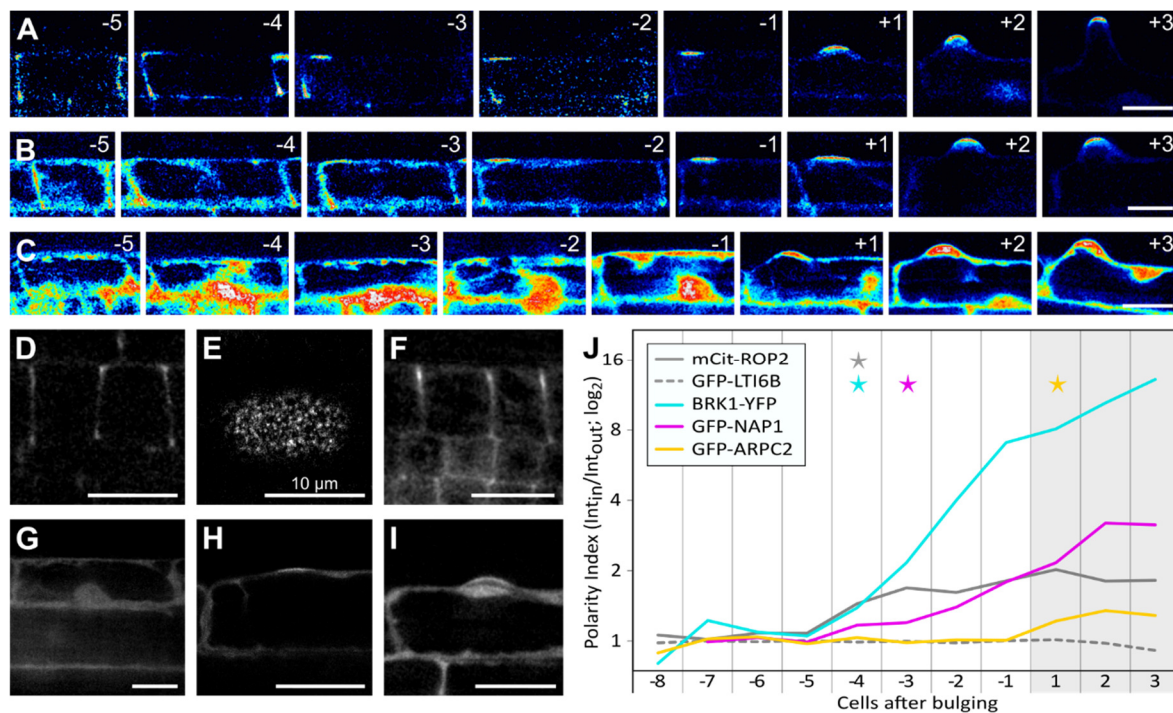 A -5 -4 -3 -2 -1 +1 +2 +3
B -5 -4 -3 -2 -1 +1 +2 +3
C -5 -4 -3 -2 -1 +1 +2 +3
D E F
10 µm
G H I
J
mCit-ROP2
GFP-LTI6B
BRK1-YFP
GFP-NAP1
GFP-ARPC2
Polarity Index (Int_in/Int_out; log_2)
16
8
4
2
1
-8 -7 -6 -5 -4 -3 -2 -1 1 2 3
Cells after bulging